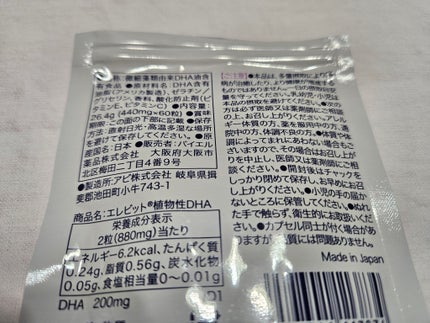 微細藻類由来DHA油含
有食品 ●原材料名：DHA含有
油脂(アメリカ製造)、ゼラチン/
グリセリン、香料、酸化防止剤(ビ
タミンE、ビタミンC) ●内容量：
26.4g (440mg×60粒) ●賞味
期限：この面の下部に記載 ●保存
方法：直射日光・高温多湿な場所
を避けて保存してください。●原
産国：日本 ●販売者：バイエル
薬品株式会社 大阪府大阪市
北区梅田二丁目4番9号
●製造所：アピ株式会社 岐阜県揖
斐郡池田町小牛743-1
商品名：エレビット®植物性DHA
栄養成分表示
2粒(880mg)当たり
エネルギー6.2kcal、たんぱく質
0.24g、脂質0.56g、炭水化物
0.05g、食塩相当量0〜0.01g
DHA 200mg
【ご注意】●本品は、多量摂取により疾
病が治癒したり、より健康が増進する
ものではありません。一日の摂取目安
量を守ってください。乳幼児・小児は
本品の摂取を避けてください。●次の
方は必ず医師又は薬剤師にご相談の
上、お召し上がりください。アレル
ギー体質の方、薬を服用中の方、通
院中の方、体調不良の方。●体
調によってまれにあわない場合もご
ざいますので、その場合はお召し上
がりを中止し、医師又は薬剤師にご
相談ください。●開封後はチャックを
しっかり閉めて保存し、お早めにお召
し上がりください。●小児の手の届か
ないところに保管してください。●ぬれ
た手で触らず、衛生的にお取扱いくだ
さい。●カプセル同士が付く場合があ
りますが、品質には問題ありません。
Made in Japan